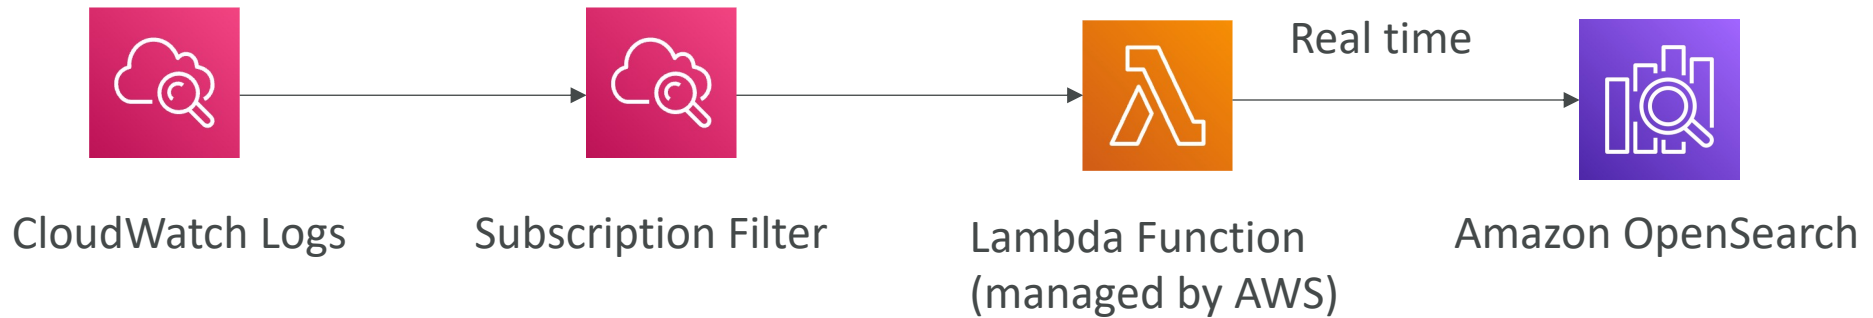 Real time
CloudWatch Logs
Subscription Filter
Lambda Function
(managed by AWS)
Amazon OpenSearch